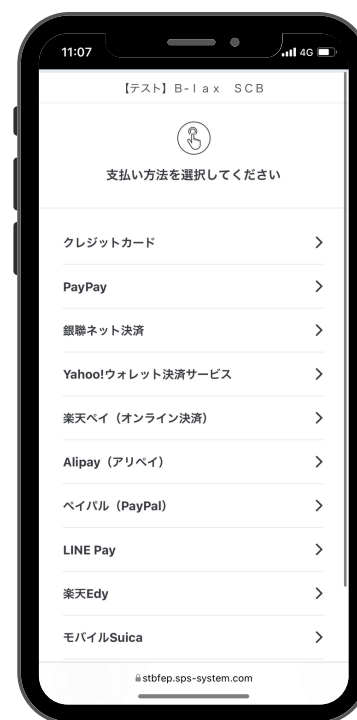 11:07
4G
【テスト】B-lax SCB
支払い方法を選択してください
クレジットカード
PayPay
銀聯ネット決済
Yahoo!ウォレット決済サービス
楽天ペイ（オンライン決済）
Alipay（アリペイ）
ペイパル（PayPal）
LINE Pay
楽天Edy
モバイルSuica
stbfep.sps-system.com